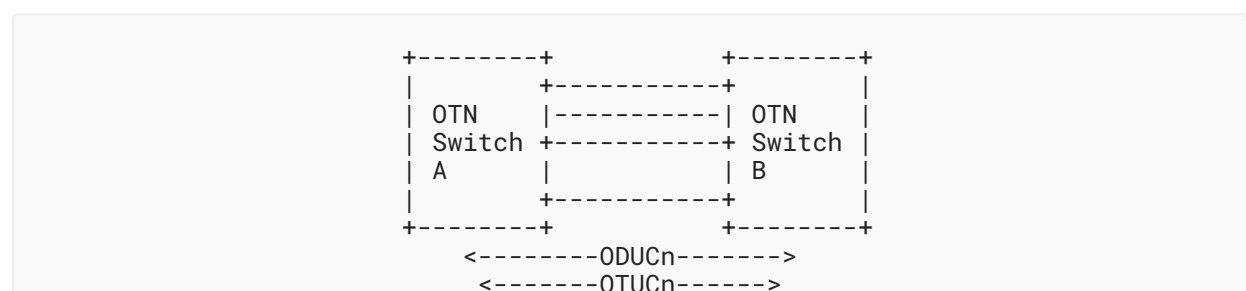 +--------+            +--------+
|        +-----------+         |
| OTN    |-----------| OTN     |
| Switch +-----------+ Switch |
| A      |            | B      |
|        +-----------+         |
+--------+            +--------+
<--------ODUCn------->
<-------OTUCn------>